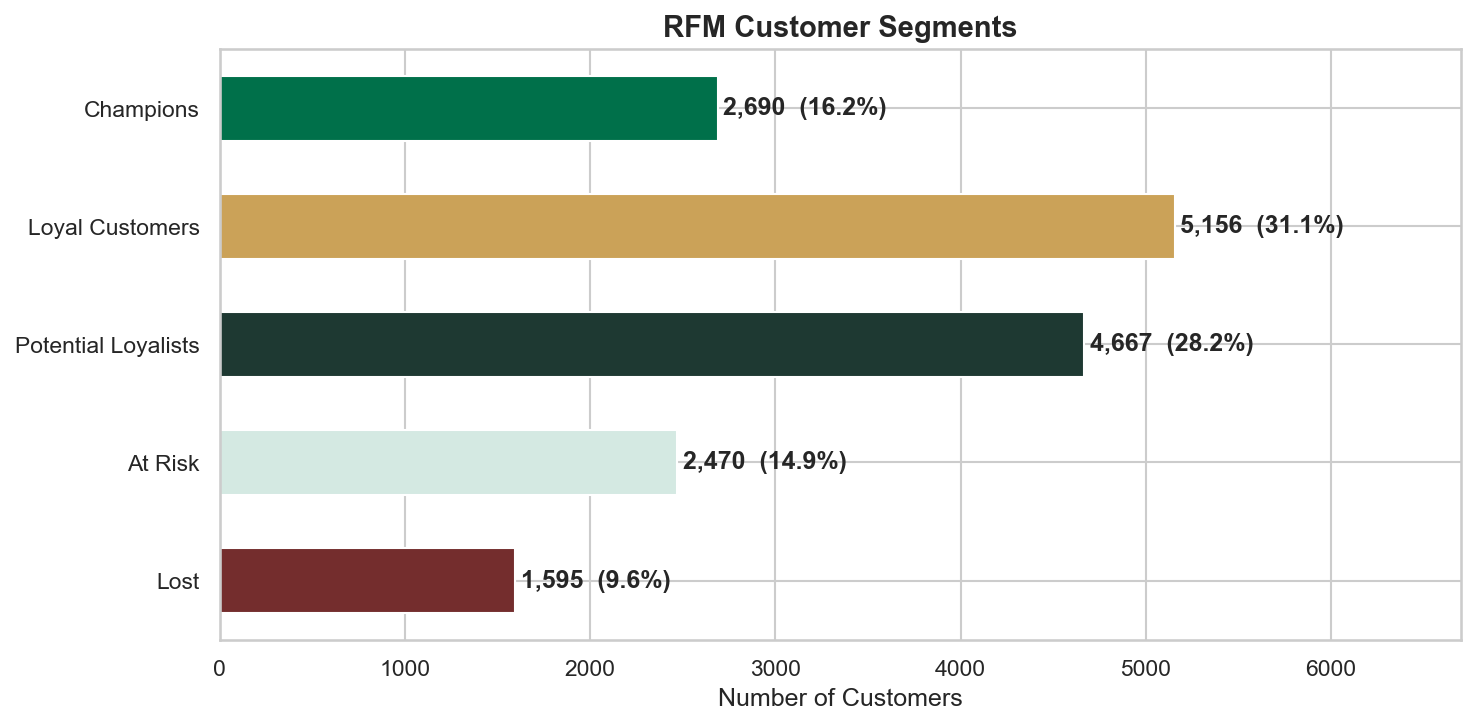 RFM Customer Segments
Champions
2,690 (16.2%)
Loyal Customers
5,156 (31.1%)
Potential Loyalists
4,667 (28.2%)
At Risk
2,470 (14.9%)
Lost
1,595 (9.6%)
0 1000 2000 3000 4000 5000 6000
Number of Customers